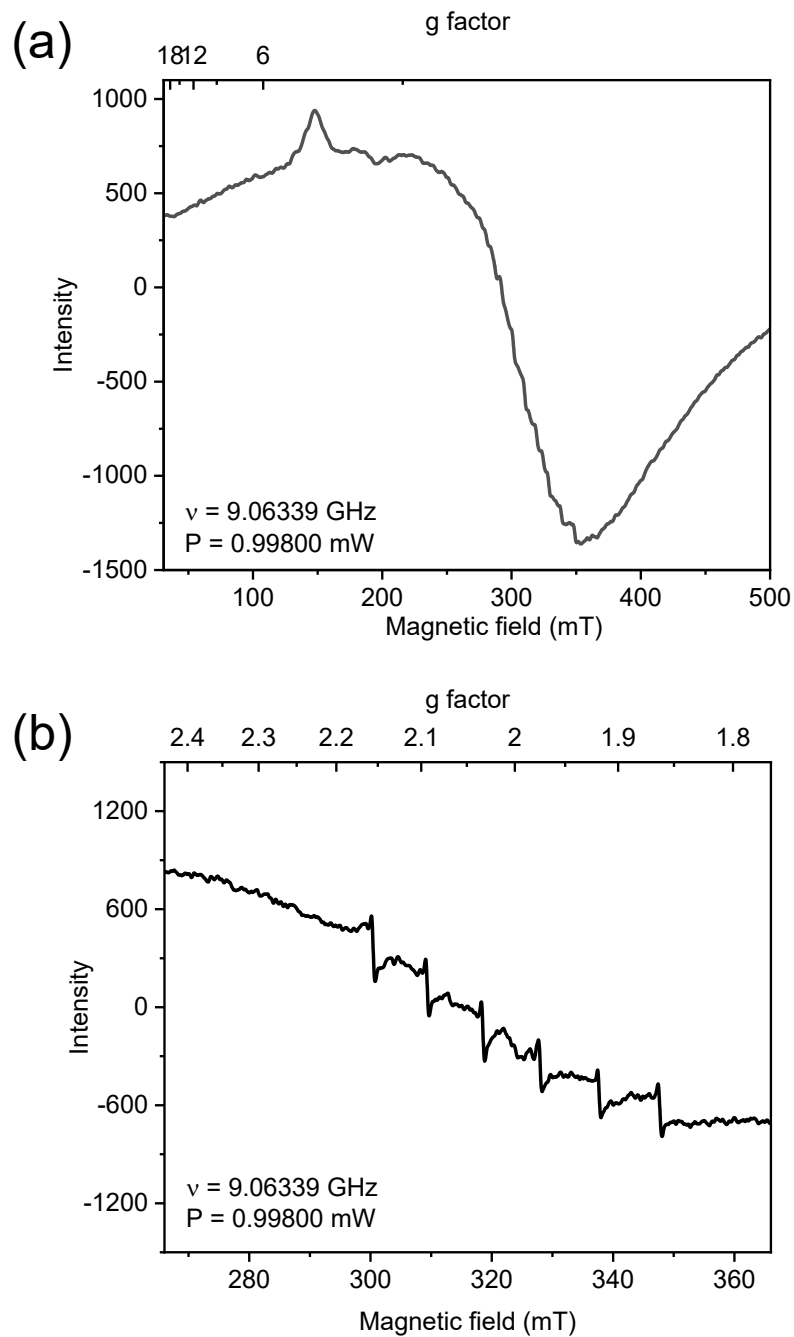 (a)
g factor
18 12 6
1000
500
0
-500
-1000
-1500
Intensity
ν = 9.06339 GHz
P = 0.99800 mW
100 200 300 400 500
Magnetic field (mT)
(b)
g factor
2.4 2.3 2.2 2.1 2 1.9 1.8
1200
600
0
-600
-1200
Intensity
ν = 9.06339 GHz
P = 0.99800 mW
280 300 320 340 360
Magnetic field (mT)